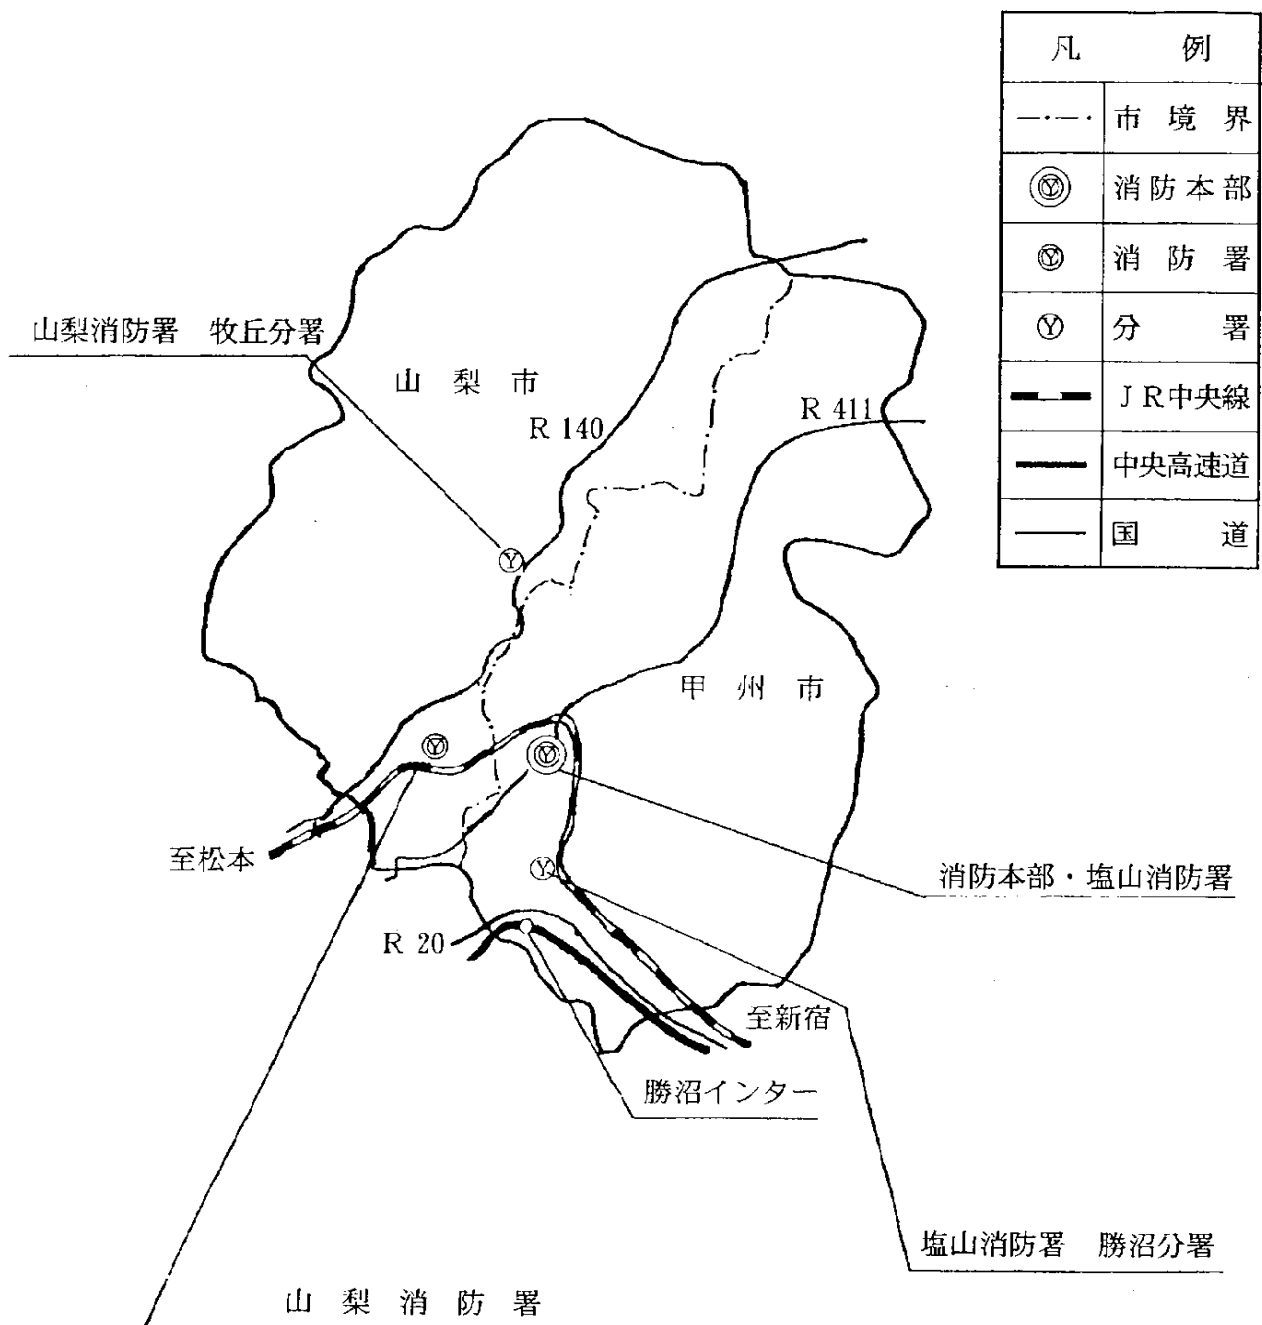 凡 例
市境界
消防本部
消防署
分署
JR中央線
中央高速道
国道
山梨消防署 牧丘分署
山梨市
R 140
R 411
甲州市
至松本
消防本部・塩山消防署
R 20
至新宿
勝沼インター
塩山消防署 勝沼分署
山梨消防署